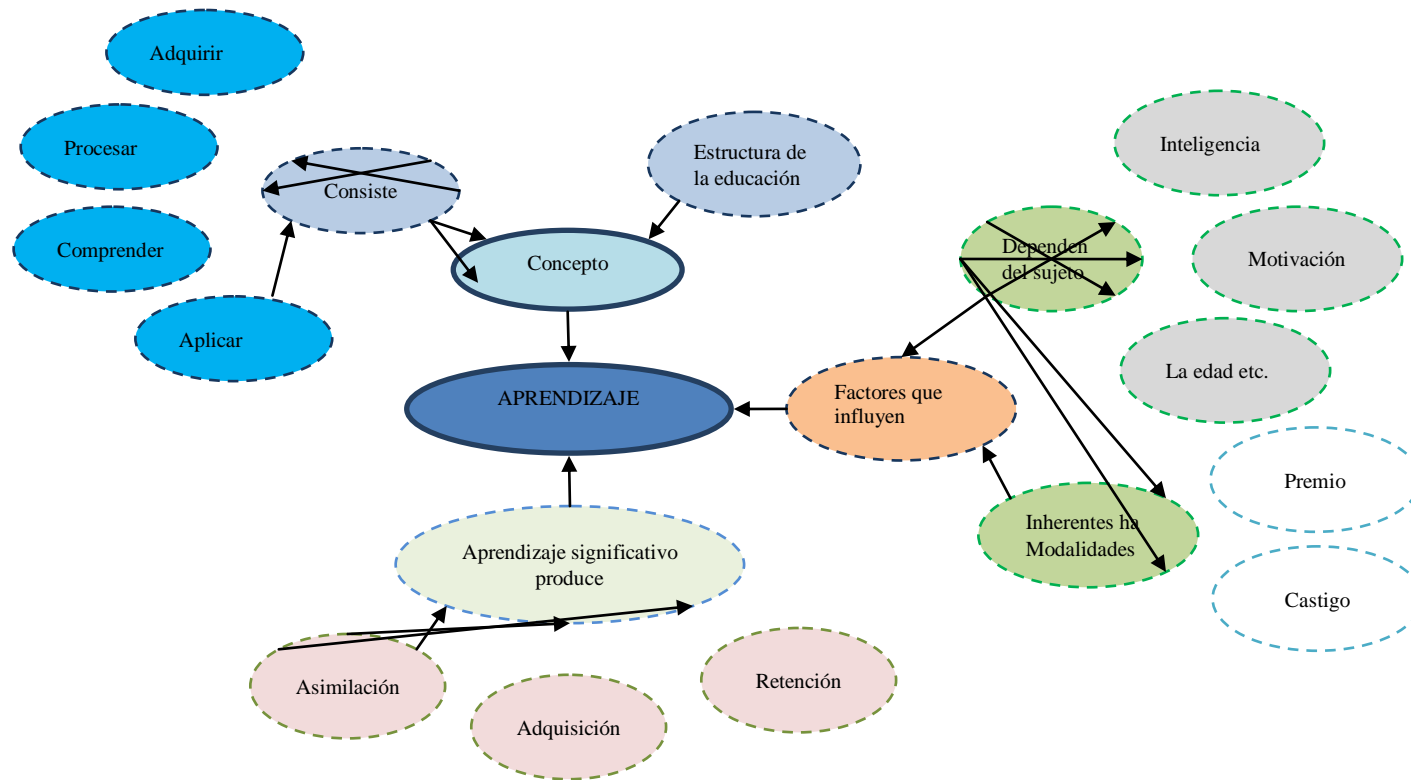 Adquirir
Procesar
Comprender
Aplicar
Consiste
Estructura de
la educación
Concepto
APRENDIZAJE
Factores que
influyen
Dependen
del sujeto
Inteligencia
Motivación
La edad etc.
Inherentes ha
Modalidades
Premio
Castigo
Aprendizaje significativo
produce
Asimilación
Adquisición
Retención